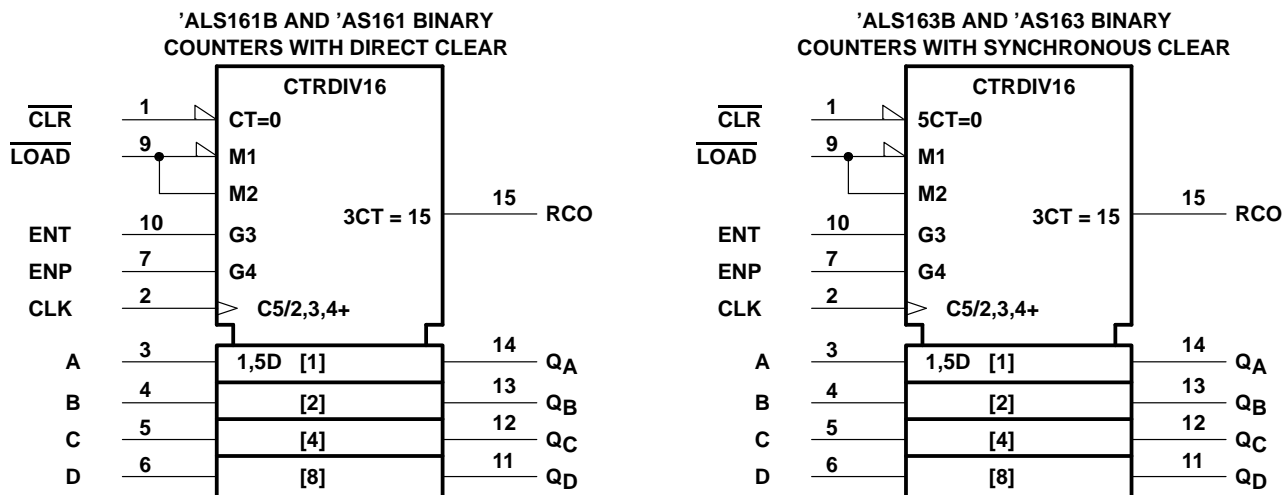 ’ALS161B AND ’AS161 BINARY
COUNTERS WITH DIRECT CLEAR
CTRDIV16
CLR 1 CT=0
LOAD 9 M1
M2
3CT = 15 15 RCO
ENT 10 G3
ENP 7 G4
CLK 2 C5/2,3,4+
A 3 1,5D [1] 14 QA
B 4 [2] 13 QB
C 5 [4] 12 QC
D 6 [8] 11 QD
’ALS163B AND ’AS163 BINARY
COUNTERS WITH SYNCHRONOUS CLEAR
CTRDIV16
CLR 1 5CT=0
LOAD 9 M1
M2
3CT = 15 15 RCO
ENT 10 G3
ENP 7 G4
CLK 2 C5/2,3,4+
A 3 1,5D [1] 14 QA
B 4 [2] 13 QB
C 5 [4] 12 QC
D 6 [8] 11 QD